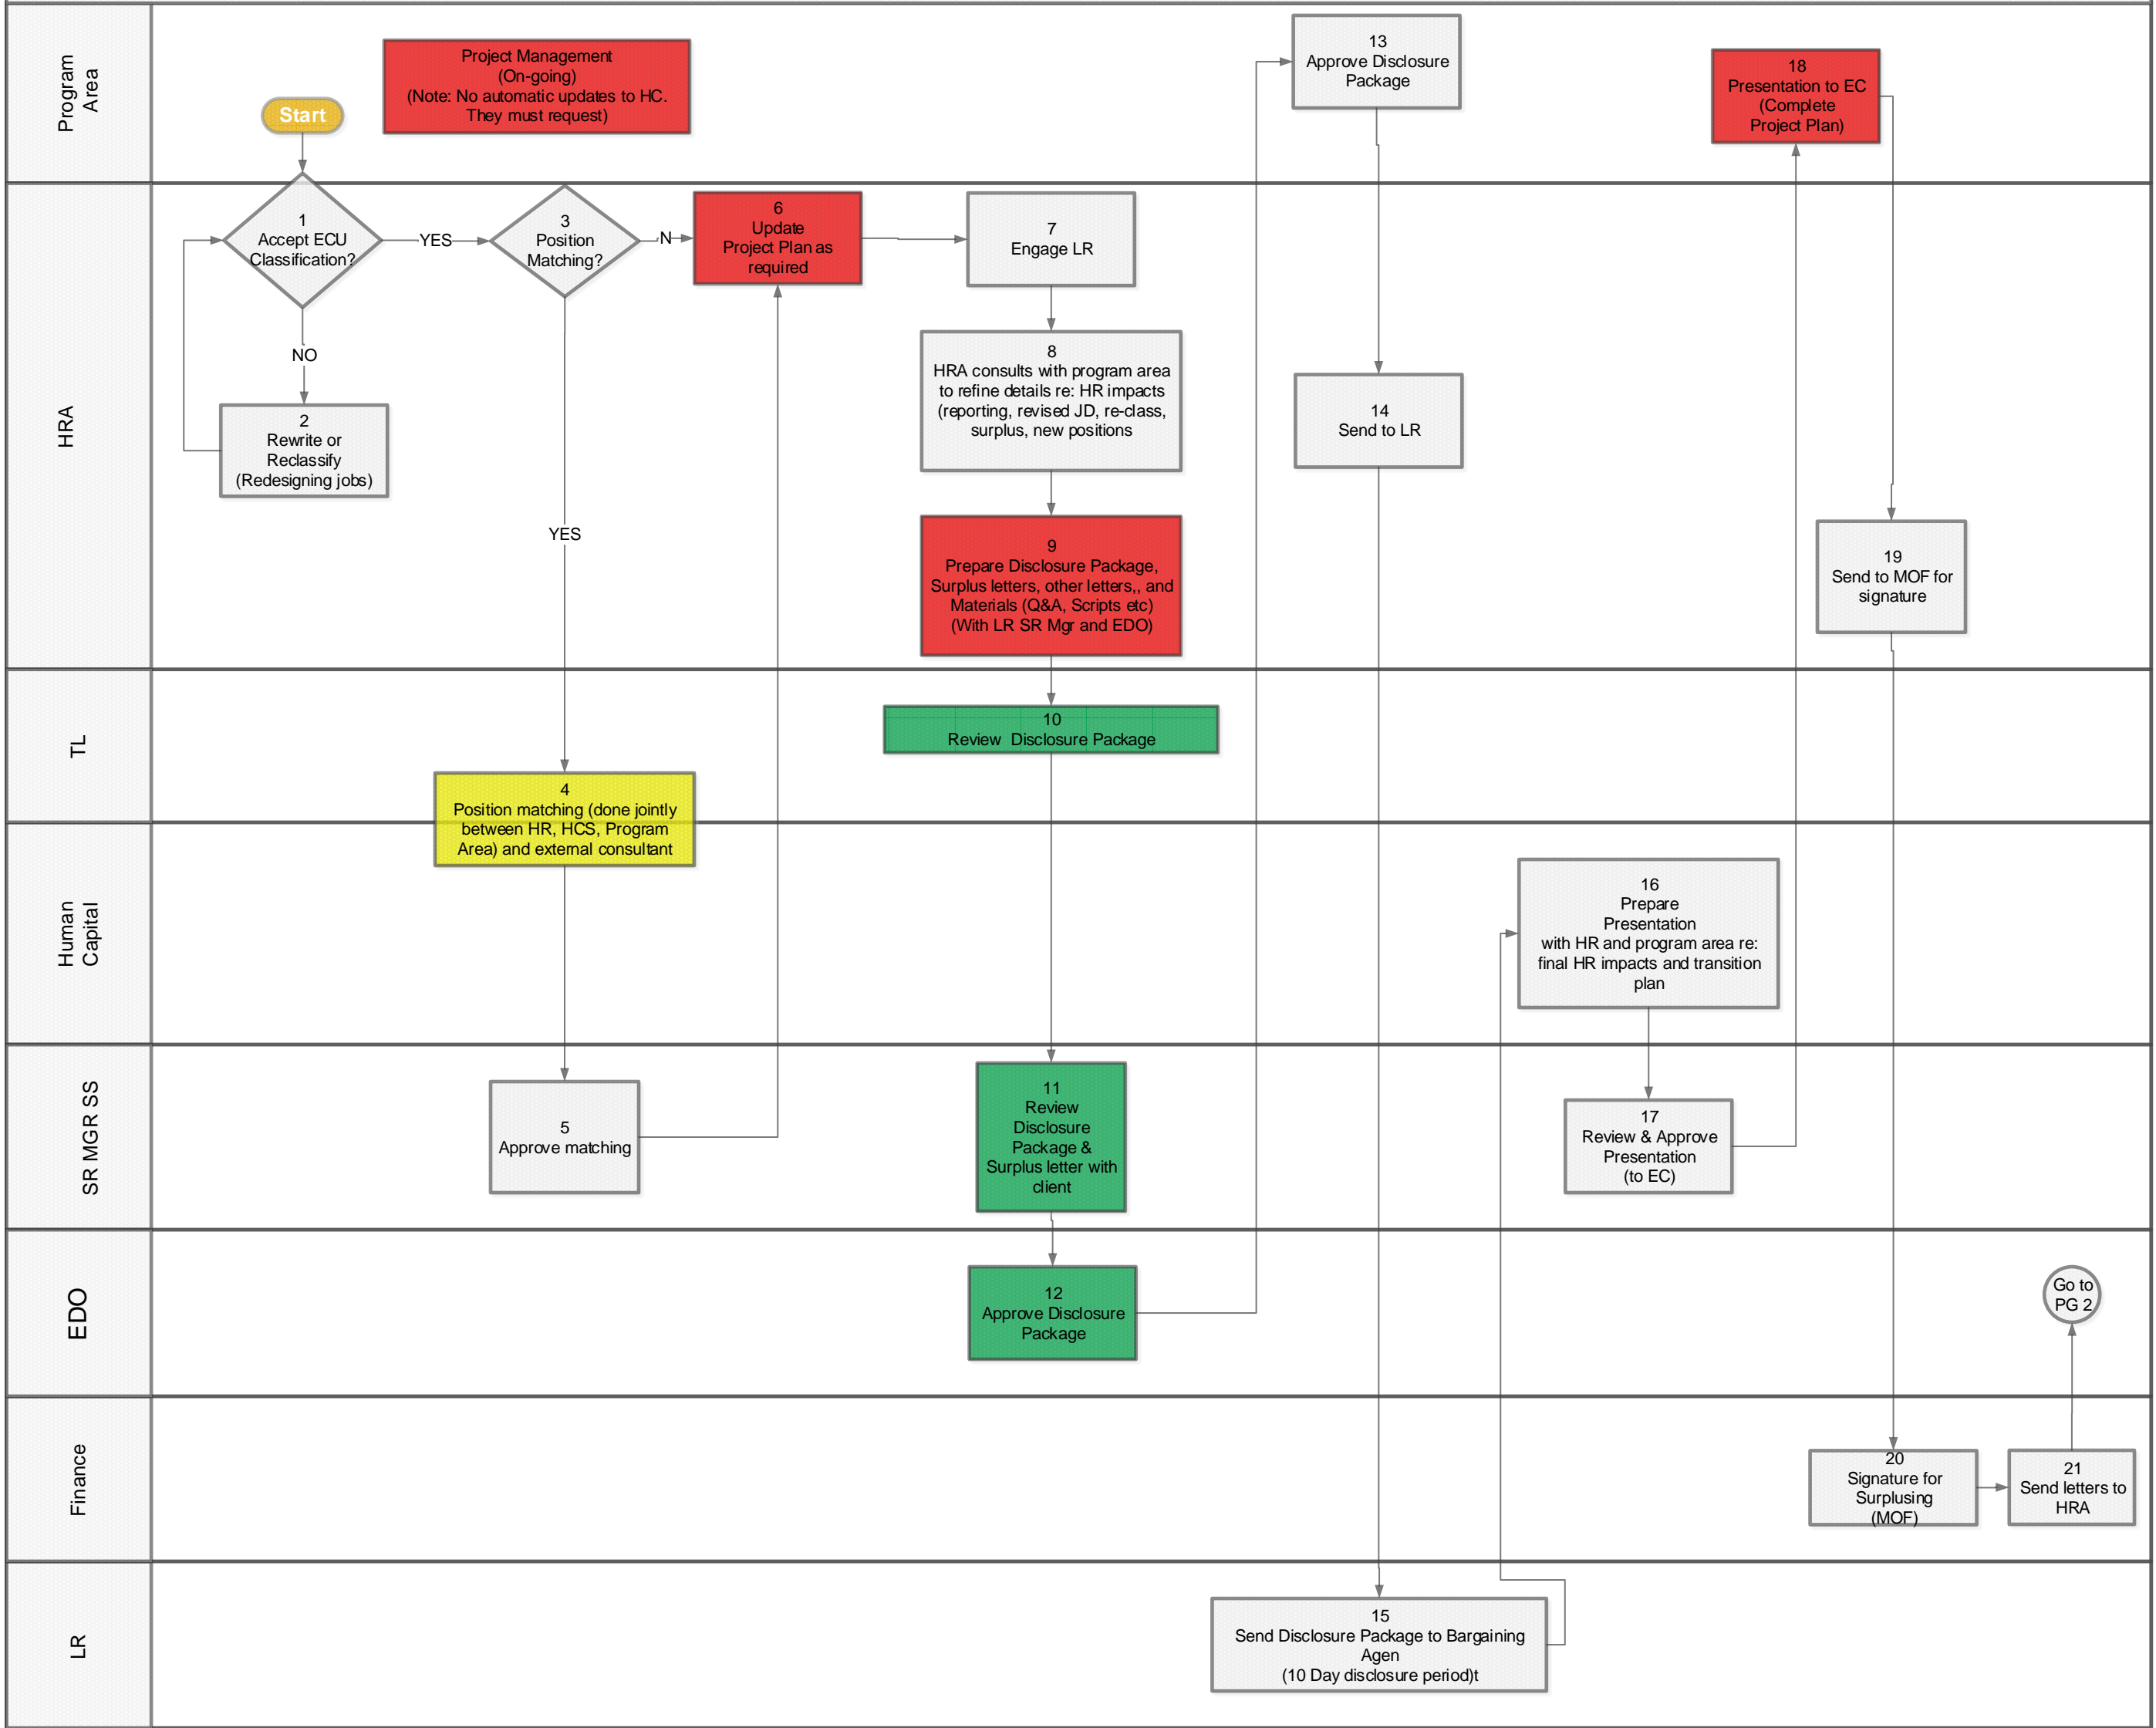 Program
Area
Start
Project Management
(On-going)
(Note: No automatic updates to HC.
They must request)
13
Approve Disclosure
Package
18
Presentation to EC
(Complete
Project Plan)
HRA
1
Accept ECU
Classification?
YES
NO
2
Rewrite or
Reclassify
(Redesigning jobs)
3
Position
Matching?
N
YES
6
Update
Project Plan as
required
7
Engage LR
8
HRA consults with program area
to refine details re: HR impacts
(reporting, revised JD, re-class,
surplus, new positions
9
Prepare Disclosure Package,
Surplus letters, other letters,, and
Materials (Q&A, Scripts etc)
(With LR SR Mgr and EDO)
14
Send to LR
19
Send to MOF for
signature
TL
10
Review Disclosure Package
4
Position matching (done jointly
between HR, HCS, Program
Area) and external consultant
Human
Capital
16
Prepare
Presentation
with HR and program area re:
final HR impacts and transition
plan
SR MGR SS
5
Approve matching
11
Review
Disclosure
Package &
Surplus letter with
client
17
Review & Approve
Presentation
(to EC)
EDO
12
Approve Disclosure
Package
Go to
PG 2
Finance
20
Signature for
Surplusing
(MOF)
21
Send letters to
HRA
LR
15
Send Disclosure Package to Bargaining
Agen
(10 Day disclosure period)t